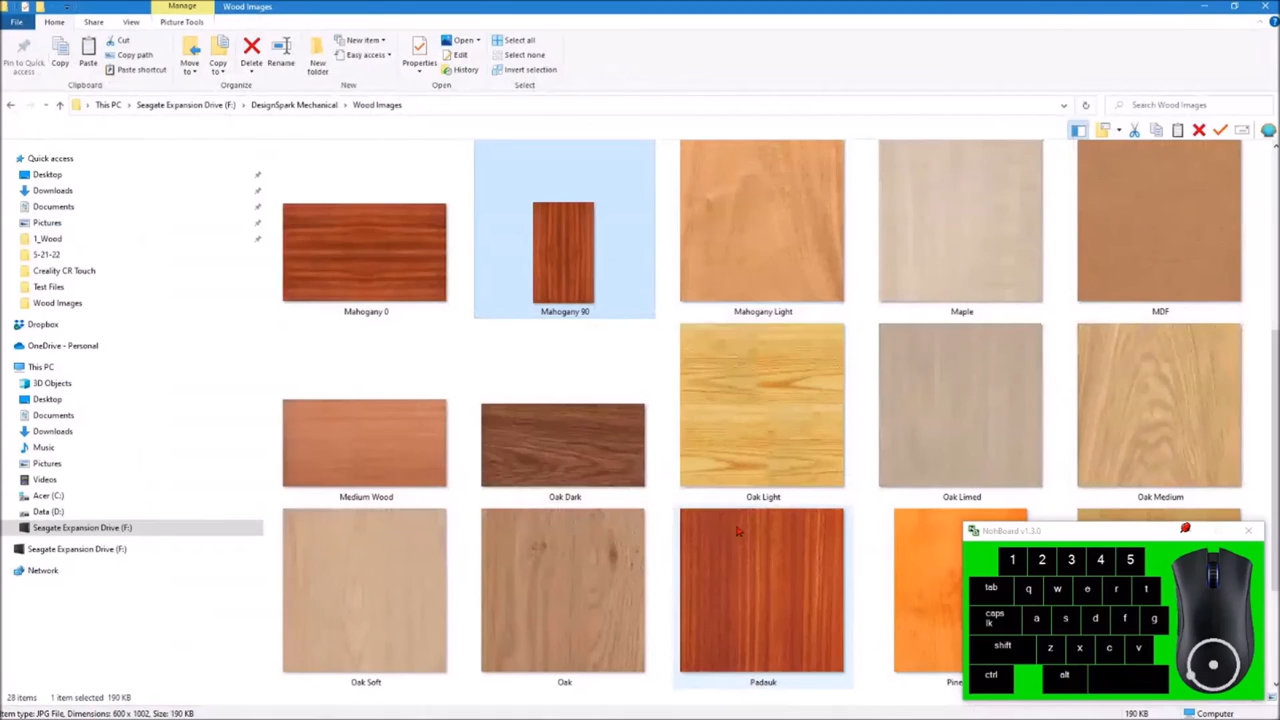 Manage
Wood Images
File
Home
Share
View
Picture Tools
Pin to Quick access
Copy
Paste
Cut
Copy path
Paste shortcut
Clipboard
Move to
Copy to
Delete
Rename
Organize
New folder
New item
Easy access
New
Properties
Open
Edit
History
Open
Select all
Select none
Invert selection
Select
This PC
Seagate Expansion Drive (F:)
DesignSpark Mechanical
Wood Images
Search Wood Images
Quick access
Desktop
Downloads
Documents
Pictures
1_Wood
5-21-22
Creality CR Touch
Test Files
Wood Images
Dropbox
OneDrive - Personal
This PC
3D Objects
Desktop
Documents
Downloads
Music
Pictures
Videos
Acer (C:)
Data (D:)
Seagate Expansion Drive (F:)
Seagate Expansion Drive (F:)
Network
Mahogany 0
Mahogany 90
Mahogany Light
Maple
MDF
Medium Wood
Oak Dark
Oak Light
Oak Limed
Oak Medium
Oak Soft
Oak
Padauk
Pine
NohBoard v1.3.0
1 2 3 4 5
tab q w e r t
caps lk a s d f g
shift z x c v
ctrl alt
28 items
1 item selected 190 KB
Item type: JPG File, Dimensions: 600 x 1002, Size: 190 KB
190 KB
Computer